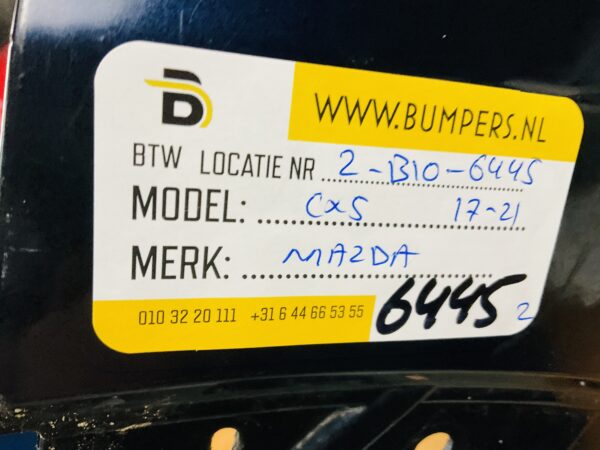 B
WWW.BUMPERS.NL
BTW LOCATIE NR 2-B10-6445
MODEL: CX5 17-21
MERK: MAZDA
010 32 20 111 +31 6 44 66 53 55
6445 2